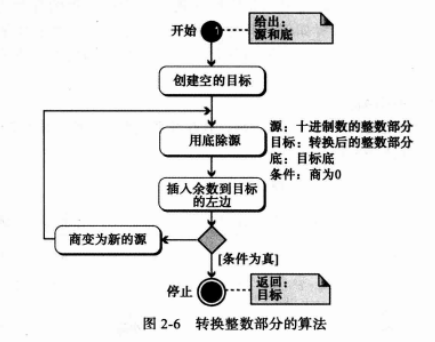 开始
给出：
源和底
创建空的目标
用底除源
源：十进制数的整数部分
目标：转换后的整数部分
底：目标底
条件：商为0
插入余数到目标
的左边
商变为新的源
[条件为真]
停止
返回：
目标
图 2-6 转换整数部分的算法